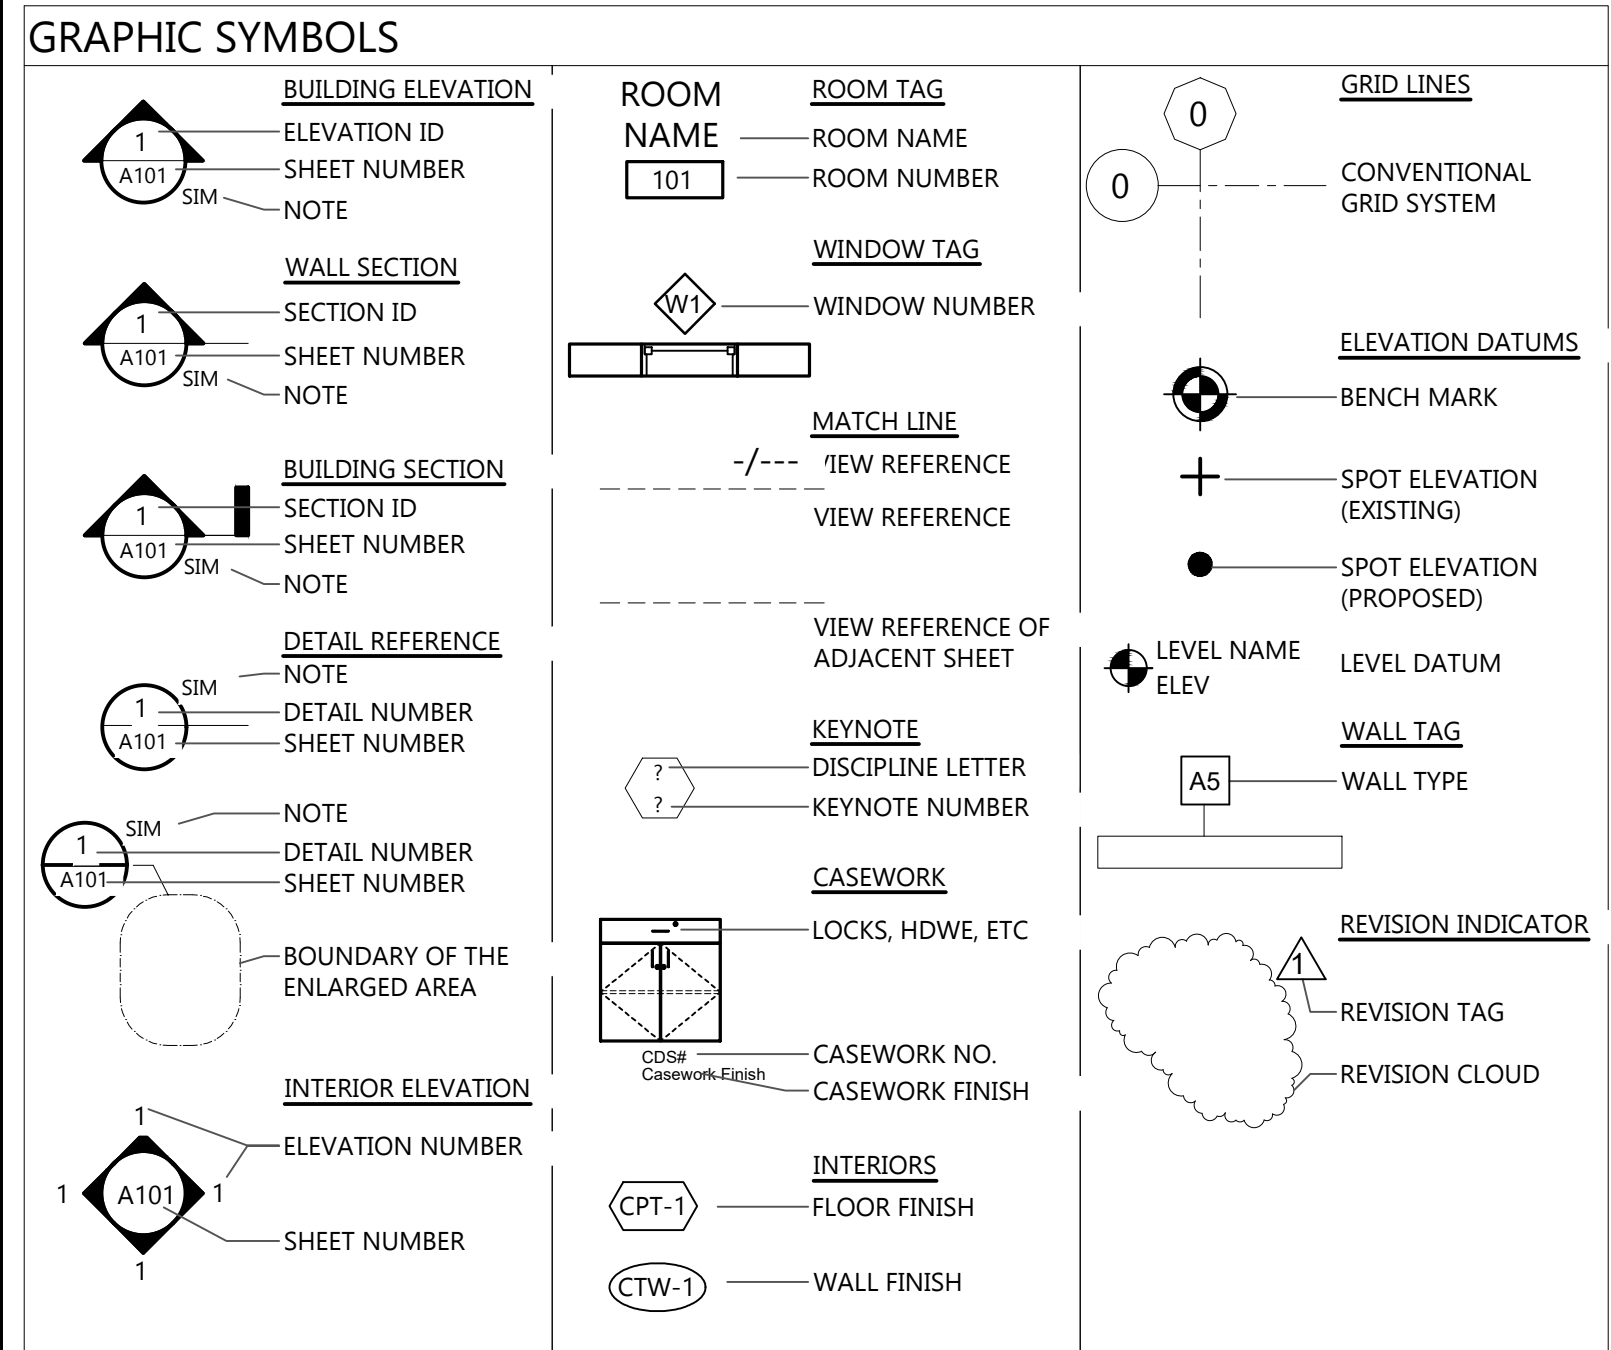 GRAPHIC SYMBOLS
BUILDING ELEVATION
1
ELEVATION ID
A101
SHEET NUMBER
SIM
NOTE
WALL SECTION
1
SECTION ID
A101
SHEET NUMBER
SIM
NOTE
BUILDING SECTION
1
SECTION ID
A101
SHEET NUMBER
SIM
NOTE
DETAIL REFERENCE
NOTE
SIM
1
DETAIL NUMBER
A101
SHEET NUMBER
NOTE
SIM
1
DETAIL NUMBER
A101
SHEET NUMBER
BOUNDARY OF THE
ENLARGED AREA
INTERIOR ELEVATION
1
ELEVATION NUMBER
1
A101
1
SHEET NUMBER
1
ROOM
NAME
101
ROOM TAG
ROOM NAME
ROOM NUMBER
WINDOW TAG
W1
WINDOW NUMBER
MATCH LINE
-/---
VIEW REFERENCE
VIEW REFERENCE
VIEW REFERENCE OF
ADJACENT SHEET
KEYNOTE
?
DISCIPLINE LETTER
?
KEYNOTE NUMBER
CASEWORK
LOCKS, HDWE, ETC
CDS#
CASEWORK NO.
Casework Finish
CASEWORK FINISH
INTERIORS
CPT-1
FLOOR FINISH
CTW-1
WALL FINISH
GRID LINES
0
0
CONVENTIONAL
GRID SYSTEM
ELEVATION DATUMS
BENCH MARK
SPOT ELEVATION
(EXISTING)
SPOT ELEVATION
(PROPOSED)
LEVEL NAME
ELEV
LEVEL DATUM
WALL TAG
A5
WALL TYPE
REVISION INDICATOR
1
REVISION TAG
REVISION CLOUD